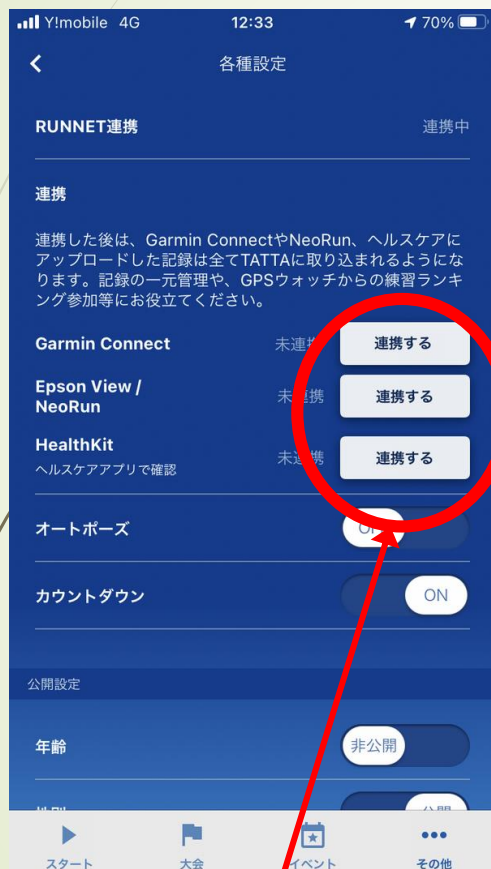 Y!mobile 4G 12:33 70%
各種設定
RUNNET連携 連携中
連携
連携した後は、Garmin ConnectやNeoRun、ヘルスケアに
アップロードした記録は全てTATTAに取り込まれるようにな
ります。記録の一元管理や、GPSウォッチからの練習ランキ
ング参加等にお役立てください。
Garmin Connect 未連携 連携する
Epson View /
NeoRun 未連携 連携する
HealthKit 未連携 連携する
ヘルスケアアプリで確認
オートポーズ
カウントダウン ON
公開設定
年齢 非公開
スタート 大会 イベント その他